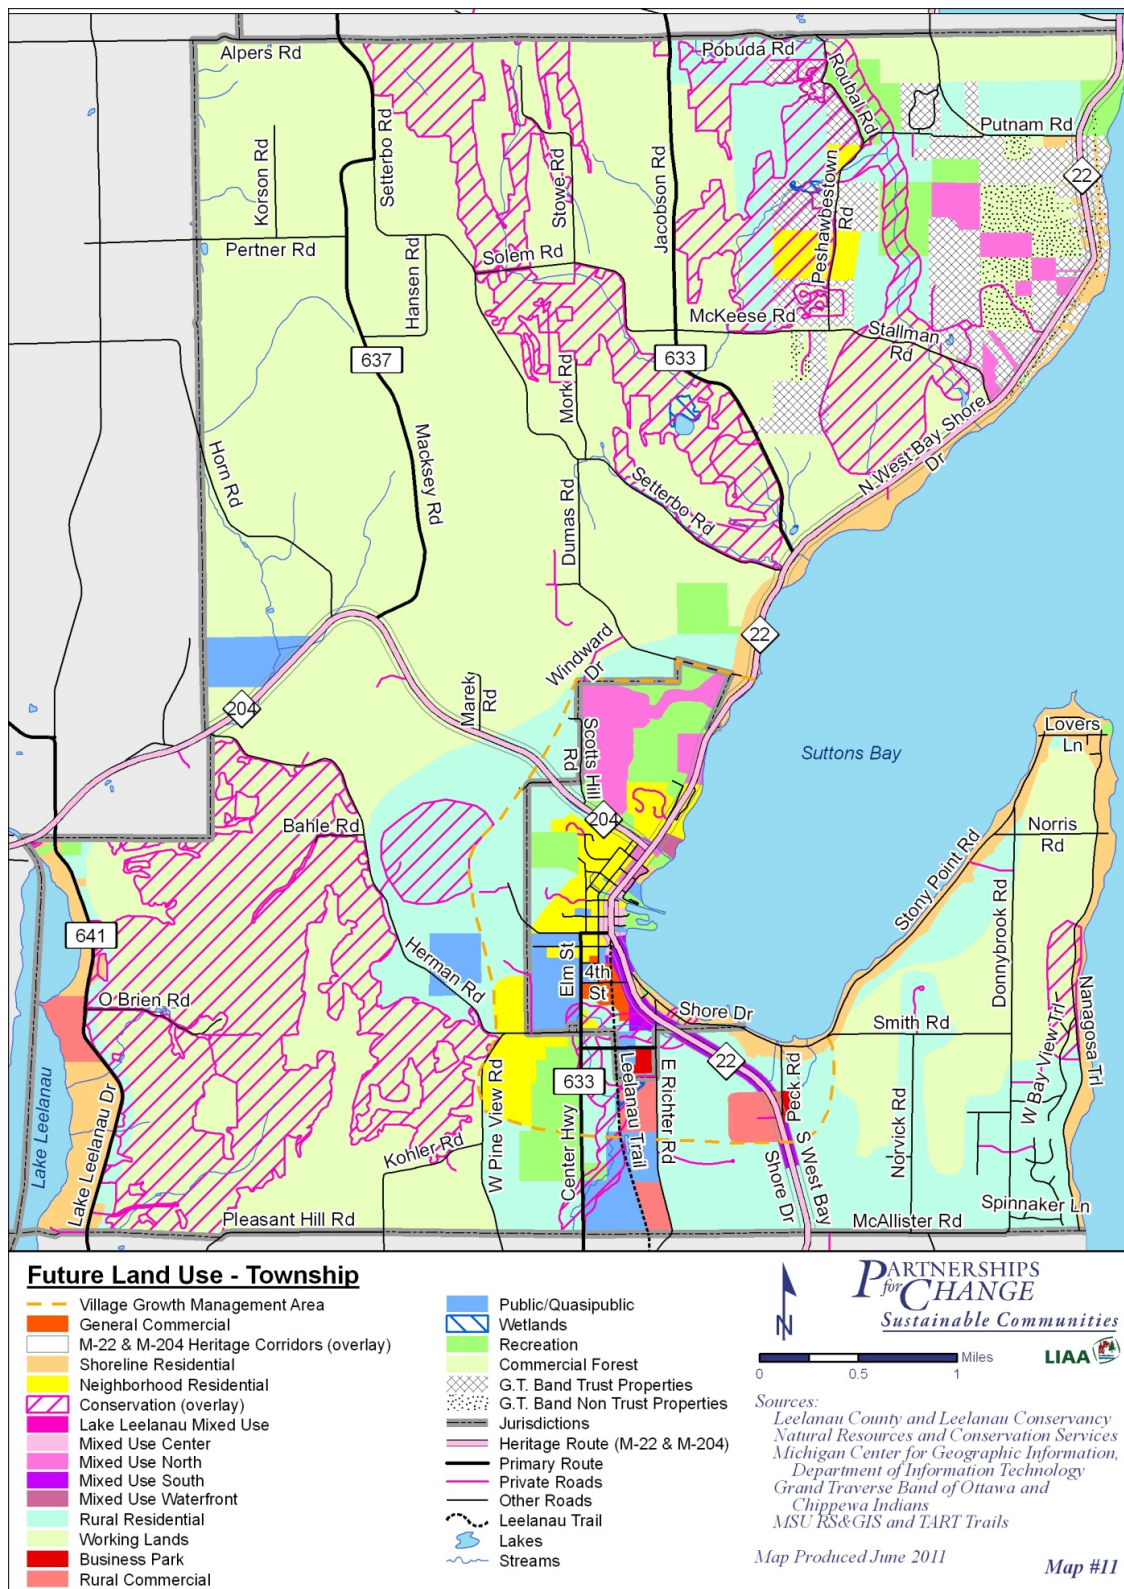 Alpers Rd
Pobuda Rd
Roubal Rd
Putnam Rd
22
Korson Rd
Setterbo Rd
Stowe Rd
Jacobson Rd
Peshawbestown Rd
Pertner Rd
Hansen Rd
Solem Rd
McKeese Rd
Stallman
Rd
637
633
Mork Rd
N West Bay Shore
Dr
Horn Rd
Macksey Rd
Setterbo Rd
Dumas Rd
22
Windward
Dr
204
Marek
Rd
Scotts Hill
Rd
Suttons Bay
Lovers
Ln
204
Bahle Rd
Norris
Rd
Stony Point Rd
Donnybrook Rd
641
Herman Rd
Elm St
4th
St
O Brien Rd
Shore Dr
Smith Rd
W Bay View Trl
Nanagosa Trl
Lake Leelanau
Lake Leelanau Dr
22
633
Leelanau Trail
E Richter Rd
Peck Rd
W Pine View Rd
Center Hwy
Norvick Rd
Kohler Rd
S West Bay
Shore Dr
Pleasant Hill Rd
McAllister Rd
Spinnaker Ln
Future Land Use - Township
Village Growth Management Area
General Commercial
M-22 & M-204 Heritage Corridors (overlay)
Shoreline Residential
Neighborhood Residential
Conservation (overlay)
Lake Leelanau Mixed Use
Mixed Use Center
Mixed Use North
Mixed Use South
Mixed Use Waterfront
Rural Residential
Working Lands
Business Park
Rural Commercial
Public/Quasipublic
Wetlands
Recreation
Commercial Forest
G.T. Band Trust Properties
G.T. Band Non Trust Properties
Jurisdictions
Heritage Route (M-22 & M-204)
Primary Route
Private Roads
Other Roads
Leelanau Trail
Lakes
Streams
N
PARTNERSHIPS
for CHANGE
Sustainable Communities
0 0.5 1 Miles
LIAA
Sources:
Leelanau County and Leelanau Conservancy
Natural Resources and Conservation Services
Michigan Center for Geographic Information,
Department of Information Technology
Grand Traverse Band of Ottawa and
Chippewa Indians
MSU RS&GIS and TART Trails
Map Produced June 2011
Map #11